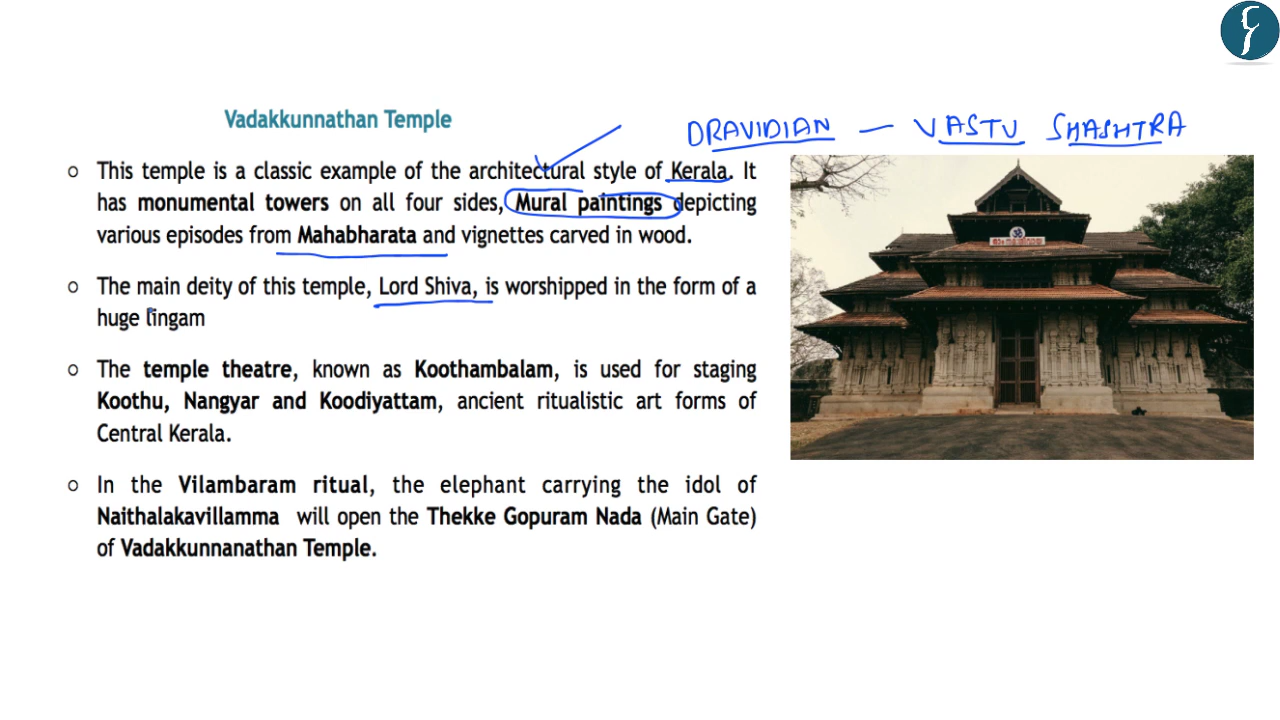 Vadakkunnathan Temple
DRAVIDIAN — VASTU SHASHTRA
○ This temple is a classic example of the architectural style of Kerala. It
has monumental towers on all four sides, Mural paintings depicting
various episodes from Mahabharata and vignettes carved in wood.
○ The main deity of this temple, Lord Shiva, is worshipped in the form of a
huge lingam
○ The temple theatre, known as Koothambalam, is used for staging
Koothu, Nangyar and Koodiyattam, ancient ritualistic art forms of
Central Kerala.
○ In the Vilambaram ritual, the elephant carrying the idol of
Naithalakavillamma will open the Thekke Gopuram Nada (Main Gate)
of Vadakkunnanathan Temple.
ॐ